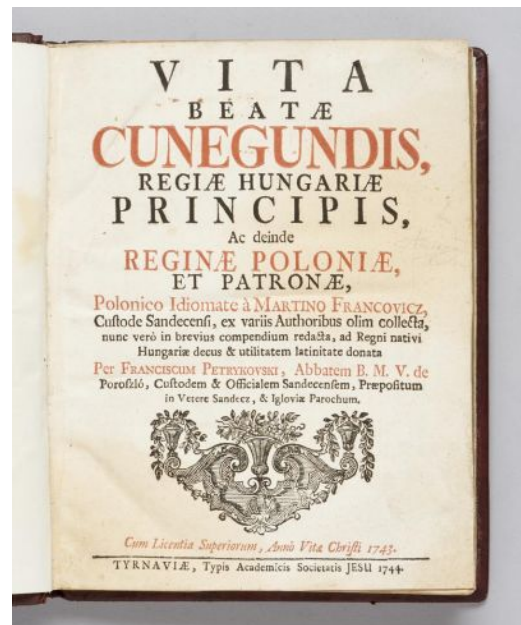 VITA
BEATÆ
CUNEGUNDIS,
REGIÆ HUNGARIÆ
PRINCIPIS,
Ac deinde
REGINÆ POLONIÆ,
ET PATRONÆ,
Polonico Idiomate à MARTINO FRANCOVICZ,
Cuſtode Sandecenſi, ex variis Authoribus olim collecta,
nunc verò in brevius compendium redacta, ad Regni nativi
Hungariæ decus & utilitatem latinitate donata
Per FRANCISCUM PETRYKOVSKI, Abbatem B. M. V. de
Poroſzló, Cuſtodem & Officialem Sandecenſem, Præpoſitum
in Vetere Sandecz, & Igloviæ Parochum.
Cum Licentia Superiorum, Annô Vitæ Chriſti 1743.
TYRNAVIÆ, Typis Academicis Societatis JESU 1744.